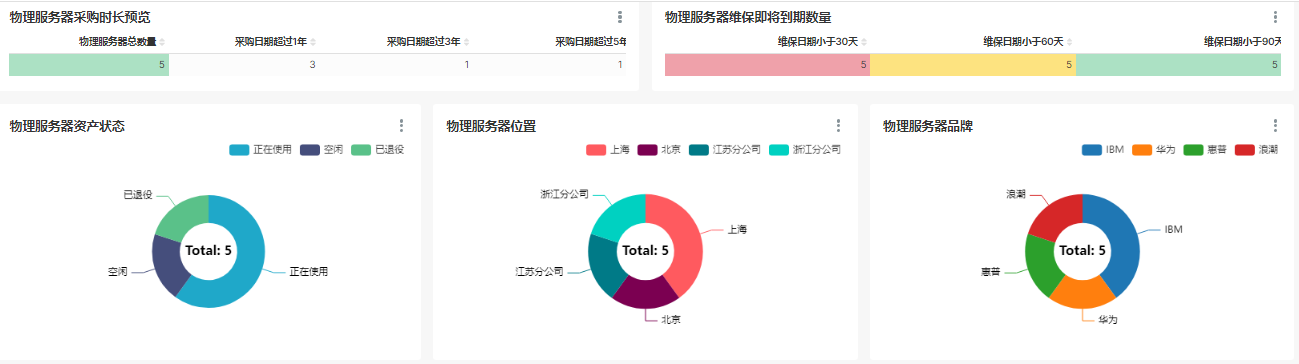 物理服务器采购时长预览
物理服务器总数量 采购日期超过1年 采购日期超过3年 采购日期超过5年
5 3 1 1
物理服务器维保即将到期数量
维保日期小于30天 维保日期小于60天 维保日期小于90天
5 5 5
物理服务器资产状态
正在使用 空闲 已退役
已退役
Total: 5
空闲
正在使用
物理服务器位置
上海 北京 江苏分公司 浙江分公司
浙江分公司
上海
Total: 5
江苏分公司
北京
物理服务器品牌
IBM 华为 惠普 浪潮
浪潮
IBM
Total: 5
惠普
华为